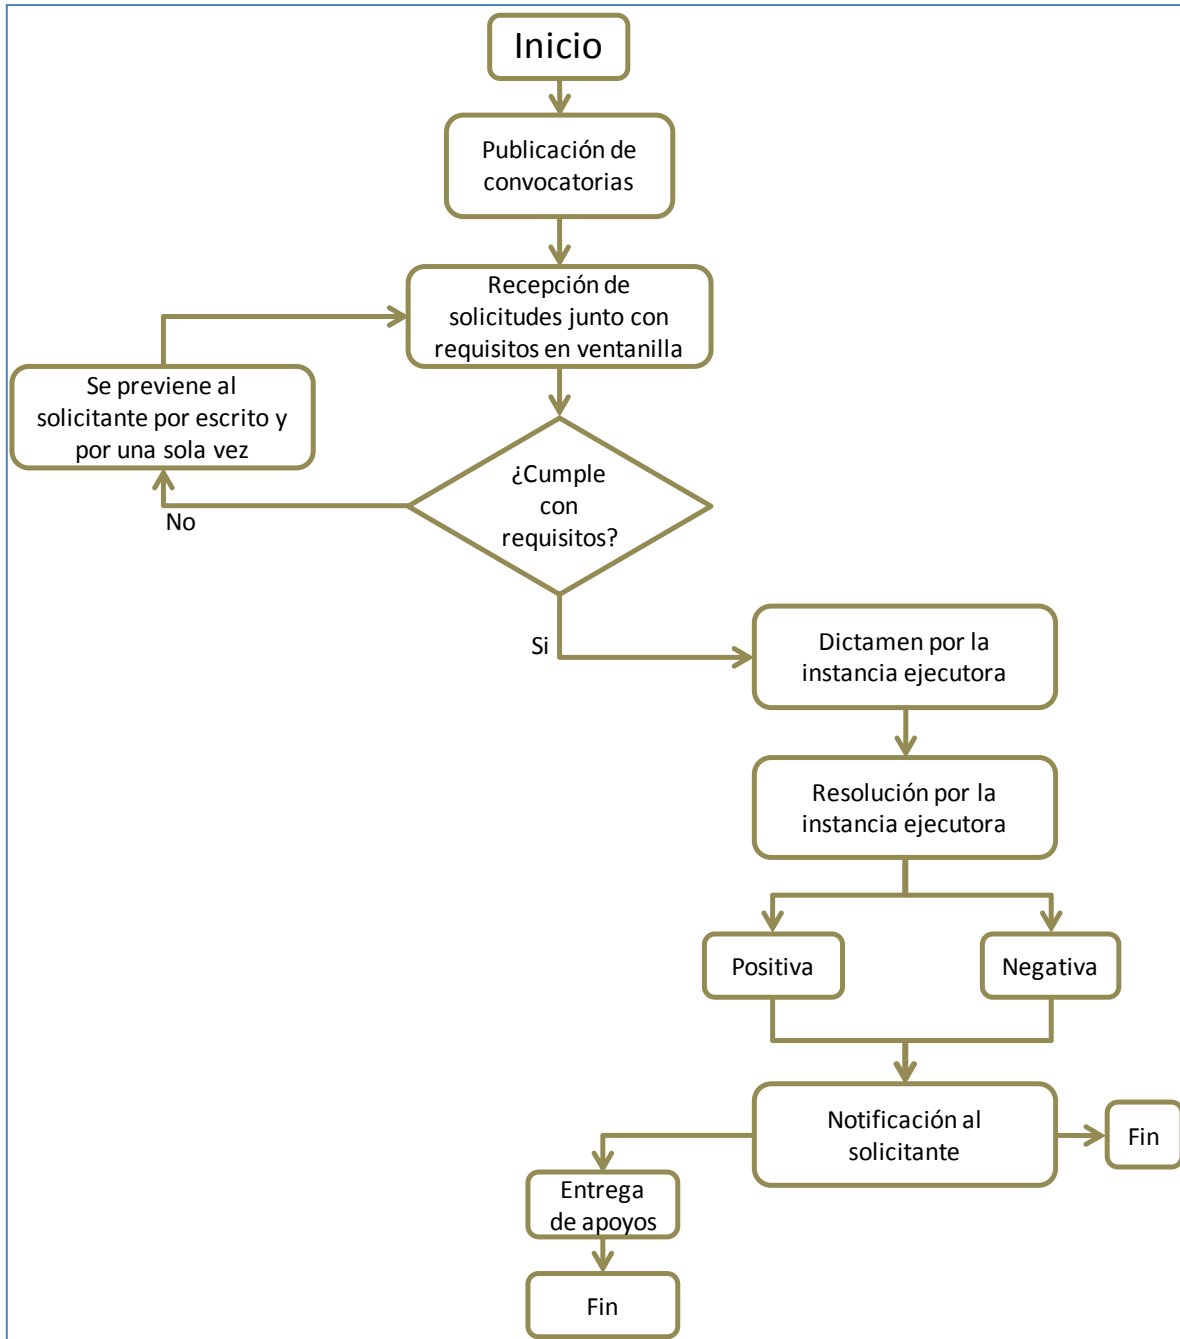 Inicio
Publicación de
convocatorias
Recepción de
solicitudes junto con
requisitos en ventanilla
Se previene al
solicitante por escrito y
por una sola vez
¿Cumple
con
requisitos?
No
Si
Dictamen por la
instancia ejecutora
Resolución por la
instancia ejecutora
Positiva
Negativa
Notificación al
solicitante
Fin
Entrega
de apoyos
Fin